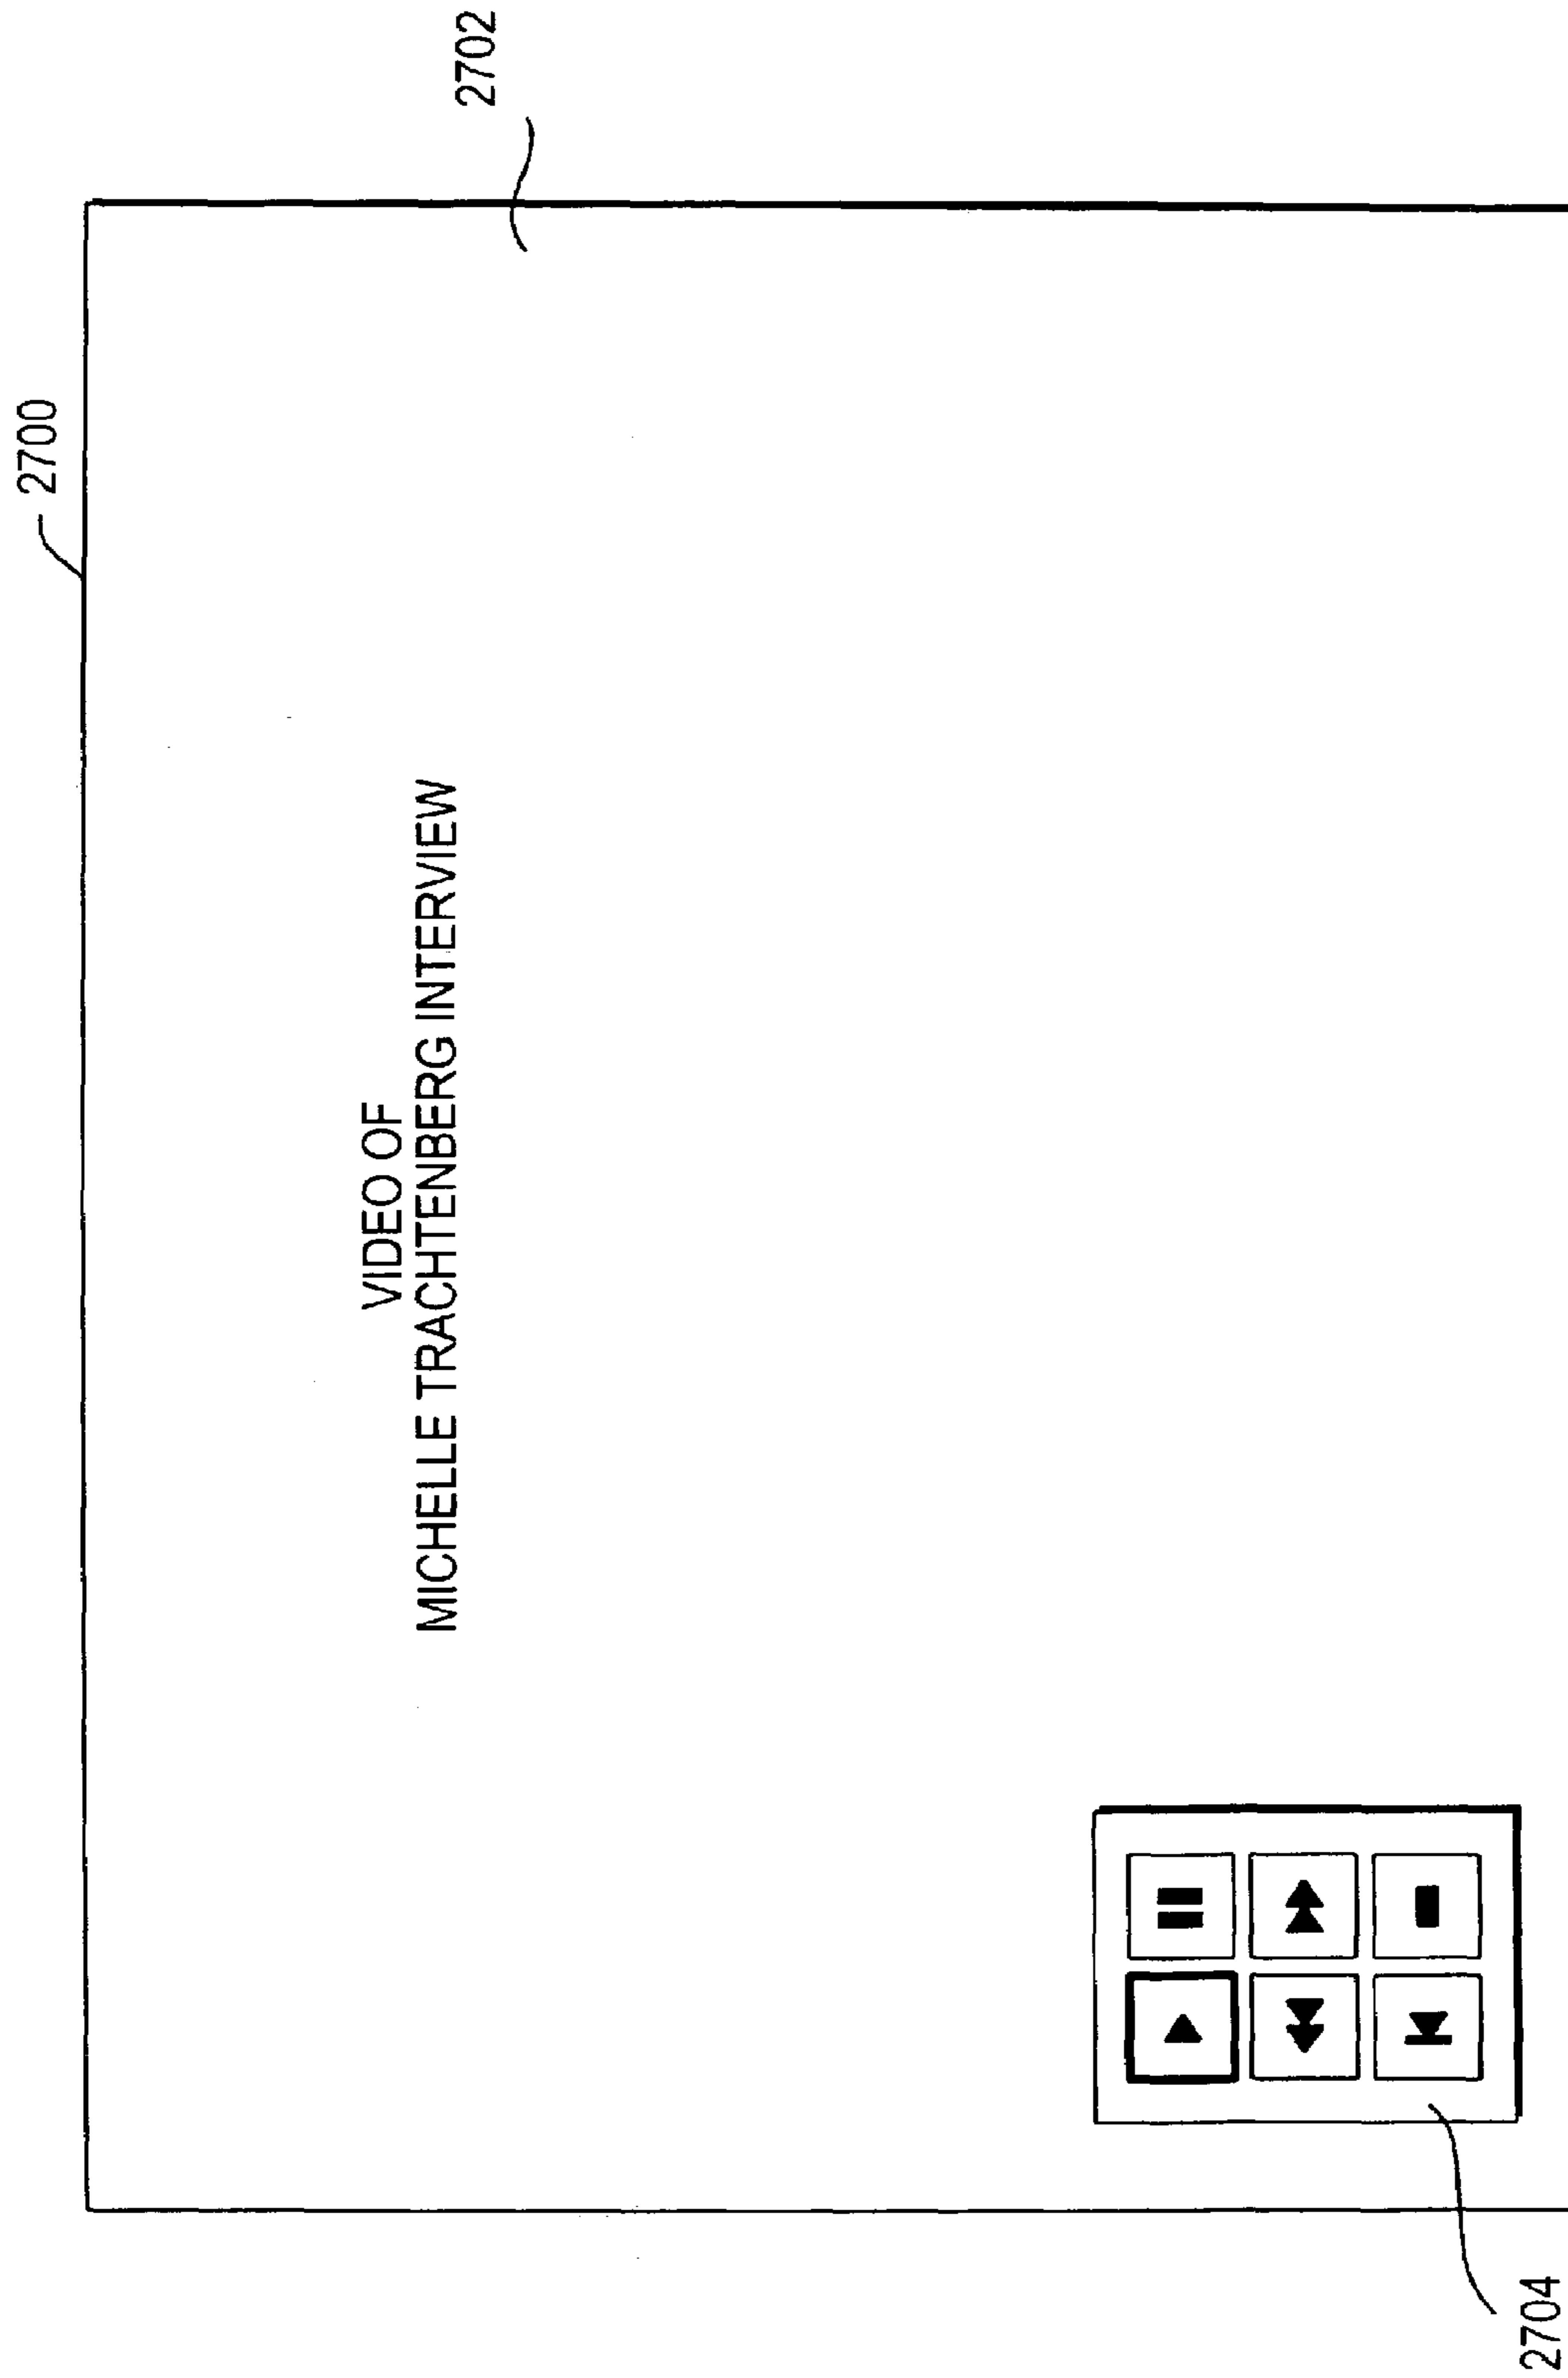 2700
2702
VIDEO OF
MICHELLE TRACHTENBERG INTERVIEW
2704